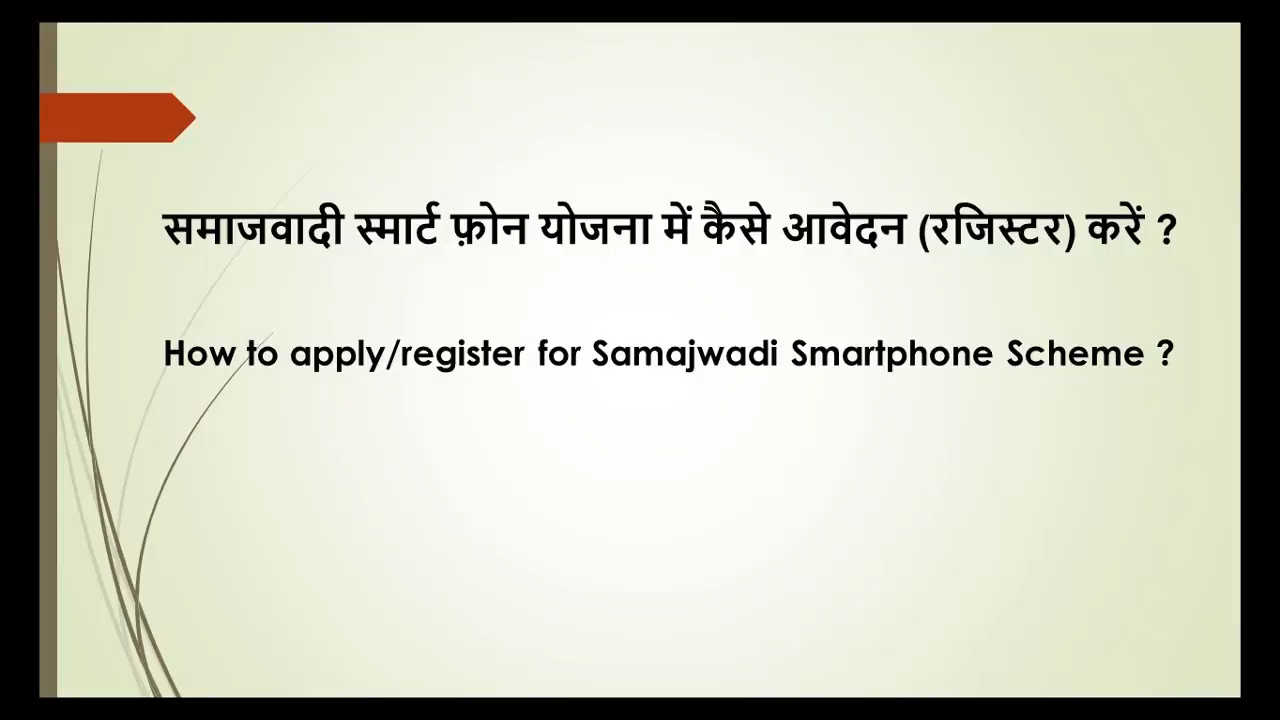 समाजवादी स्मार्ट फ़ोन योजना में कैसे आवेदन (रजिस्टर) करें ?
How to apply/register for Samajwadi Smartphone Scheme ?